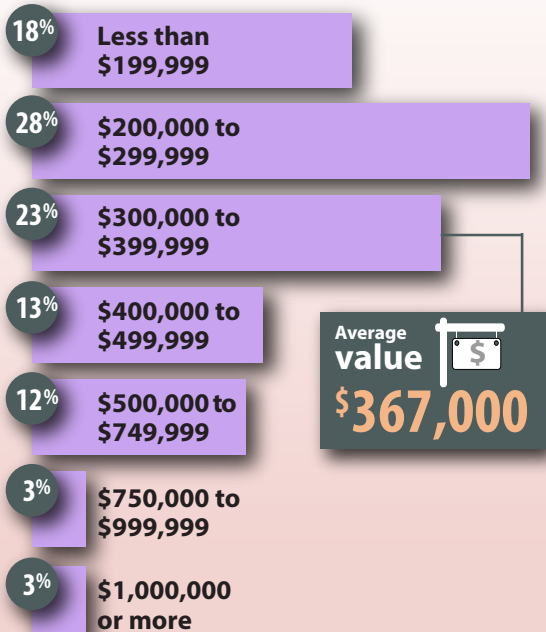 18%
Less than
$199,999
28%
$200,000 to
$299,999
23%
$300,000 to
$399,999
13%
$400,000 to
$499,999
Average
value
$
$367,000
12%
$500,000 to
$749,999
3%
$750,000 to
$999,999
3%
$1,000,000
or more